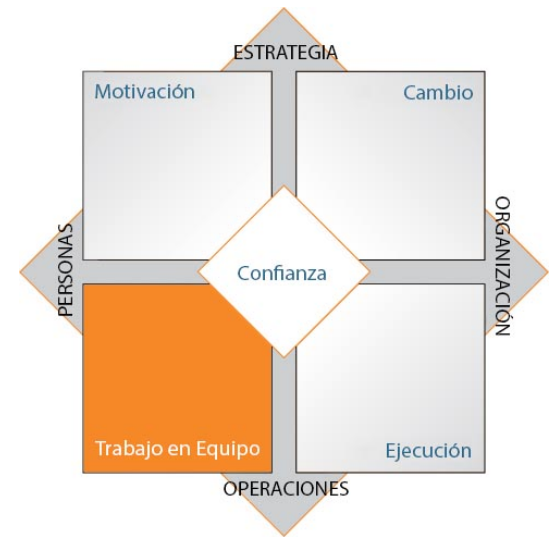 ESTRATEGIA
Motivación
Cambio
PERSONAS
Confianza
ORGANIZACIÓN
Trabajo en Equipo
Ejecución
OPERACIONES